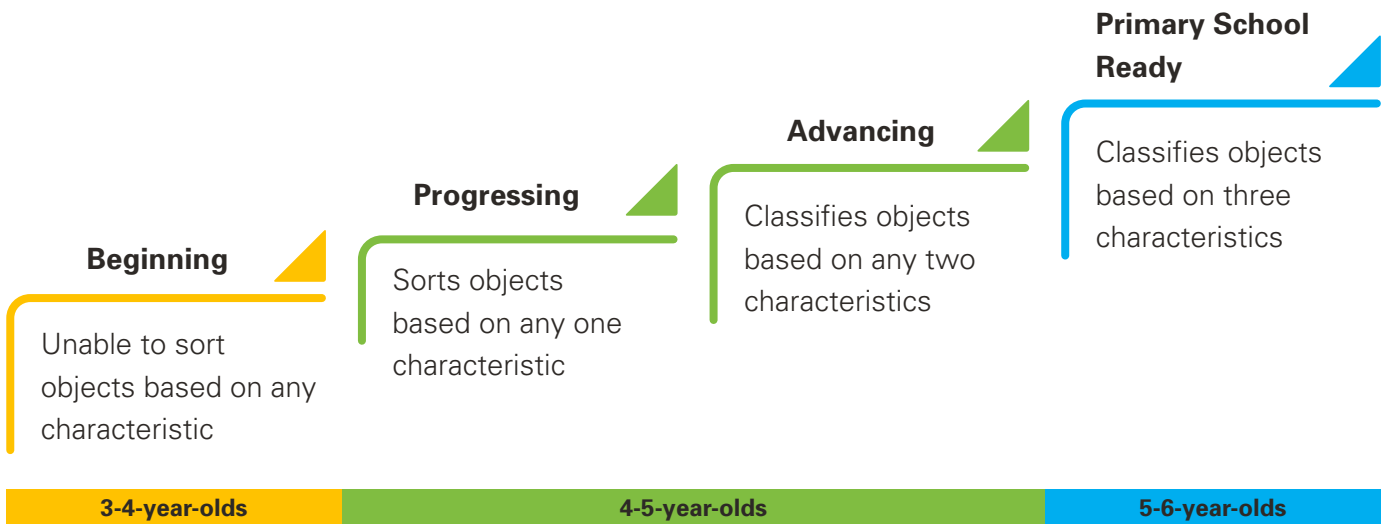 Beginning
Unable to sort
objects based on any
characteristic
Progressing
Sorts objects
based on any one
characteristic
Advancing
Classifies objects
based on any two
characteristics
Primary School
Ready
Classifies objects
based on three
characteristics
3-4-year-olds
4-5-year-olds
5-6-year-olds